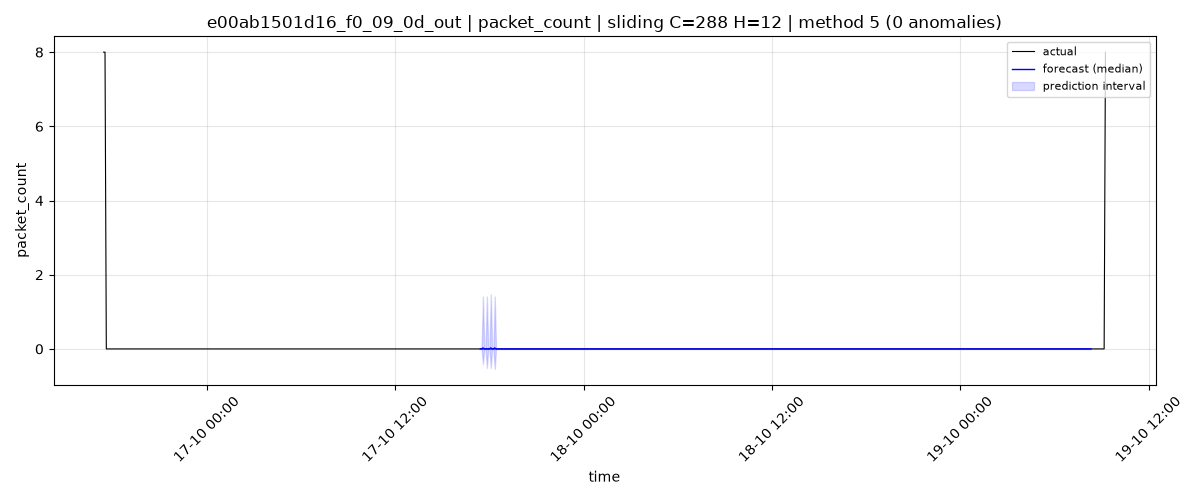 e00ab1501d16_f0_09_0d_out | packet_count | sliding C=288 H=12 | method 5 (0 anomalies)
actual
forecast (median)
prediction interval
packet_count
8
6
4
2
0
17-10 00:00
17-10 12:00
18-10 00:00
18-10 12:00
19-10 00:00
19-10 12:00
time